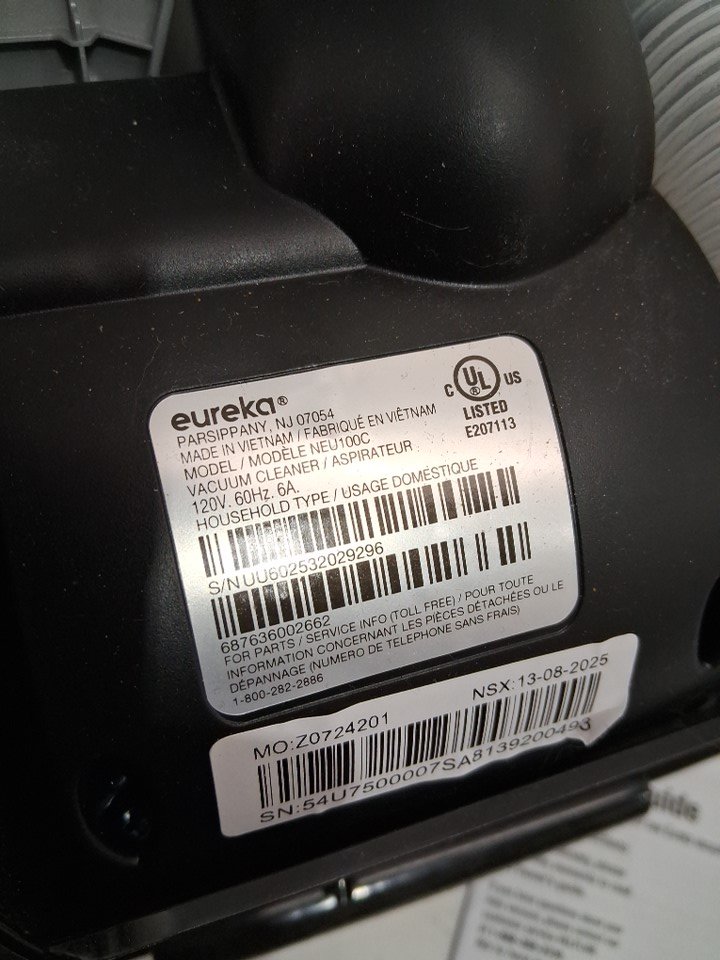 eureka®
PARSIPPANY, NJ 07054
MADE IN VIETNAM / FABRIQUÉ EN VIÊTNAM
MODEL / MODÈLE NEU100C
VACUUM CLEANER / ASPIRATEUR
120V. 60Hz. 6A.
HOUSEHOLD TYPE / USAGE DOMÉSTIQUE
C UL ® US
LISTED
E207113
S/N UU602532029296
687636002662
FOR PARTS / SERVICE INFO (TOLL FREE) / POUR TOUTE
INFORMATION CONCERNANT LES PIÈCES DÉTACHÉES OU LE
DÉPANNAGE (NUMERO DE TELEPHONE SANS FRAIS)
1-800-282-2886
MO:Z0724201
NSX:13-08-2025
SN:54U7500007SA8139200493